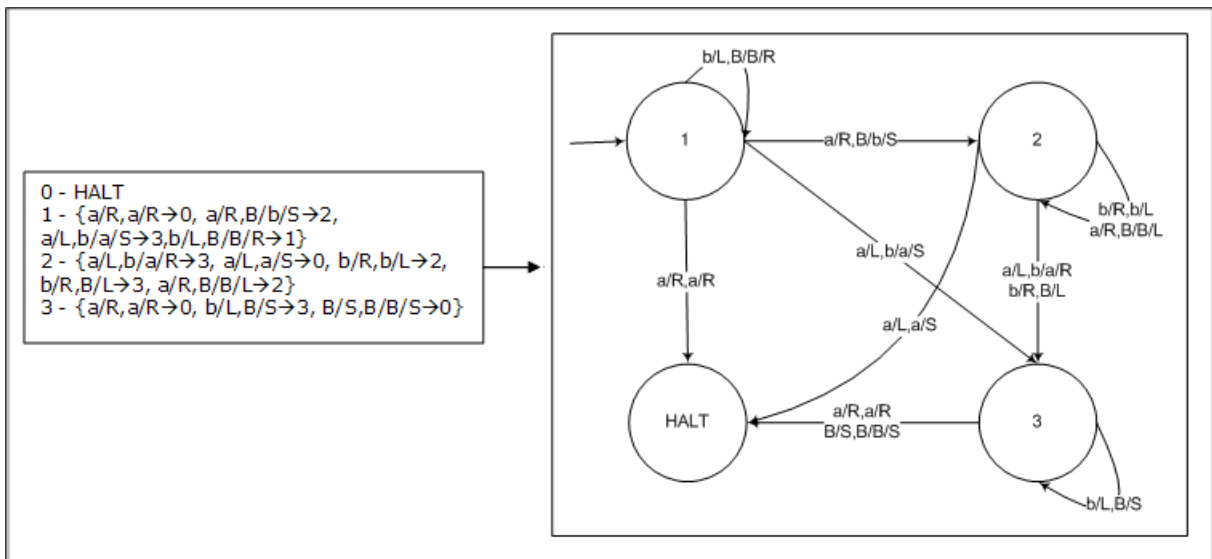 0 - HALT
1 - {a/R,a/R→0, a/R,B/b/S→2,
a/L,b/a/S→3,b/L,B/B/R→1}
2 - {a/L,b/a/R→3, a/L,a/S→0, b/R,b/L→2,
b/R,B/L→3, a/R,B/B/L→2}
3 - {a/R,a/R→0, b/L,B/S→3, B/S,B/B/S→0}
b/L,B/B/R
1
a/R,B/b/S
2
b/R,b/L
a/R,B/B/L
a/L,b/a/S
a/R,a/R
a/L,b/a/R
b/R,B/L
a/L,a/S
HALT
a/R,a/R
B/S,B/B/S
3
b/L,B/S